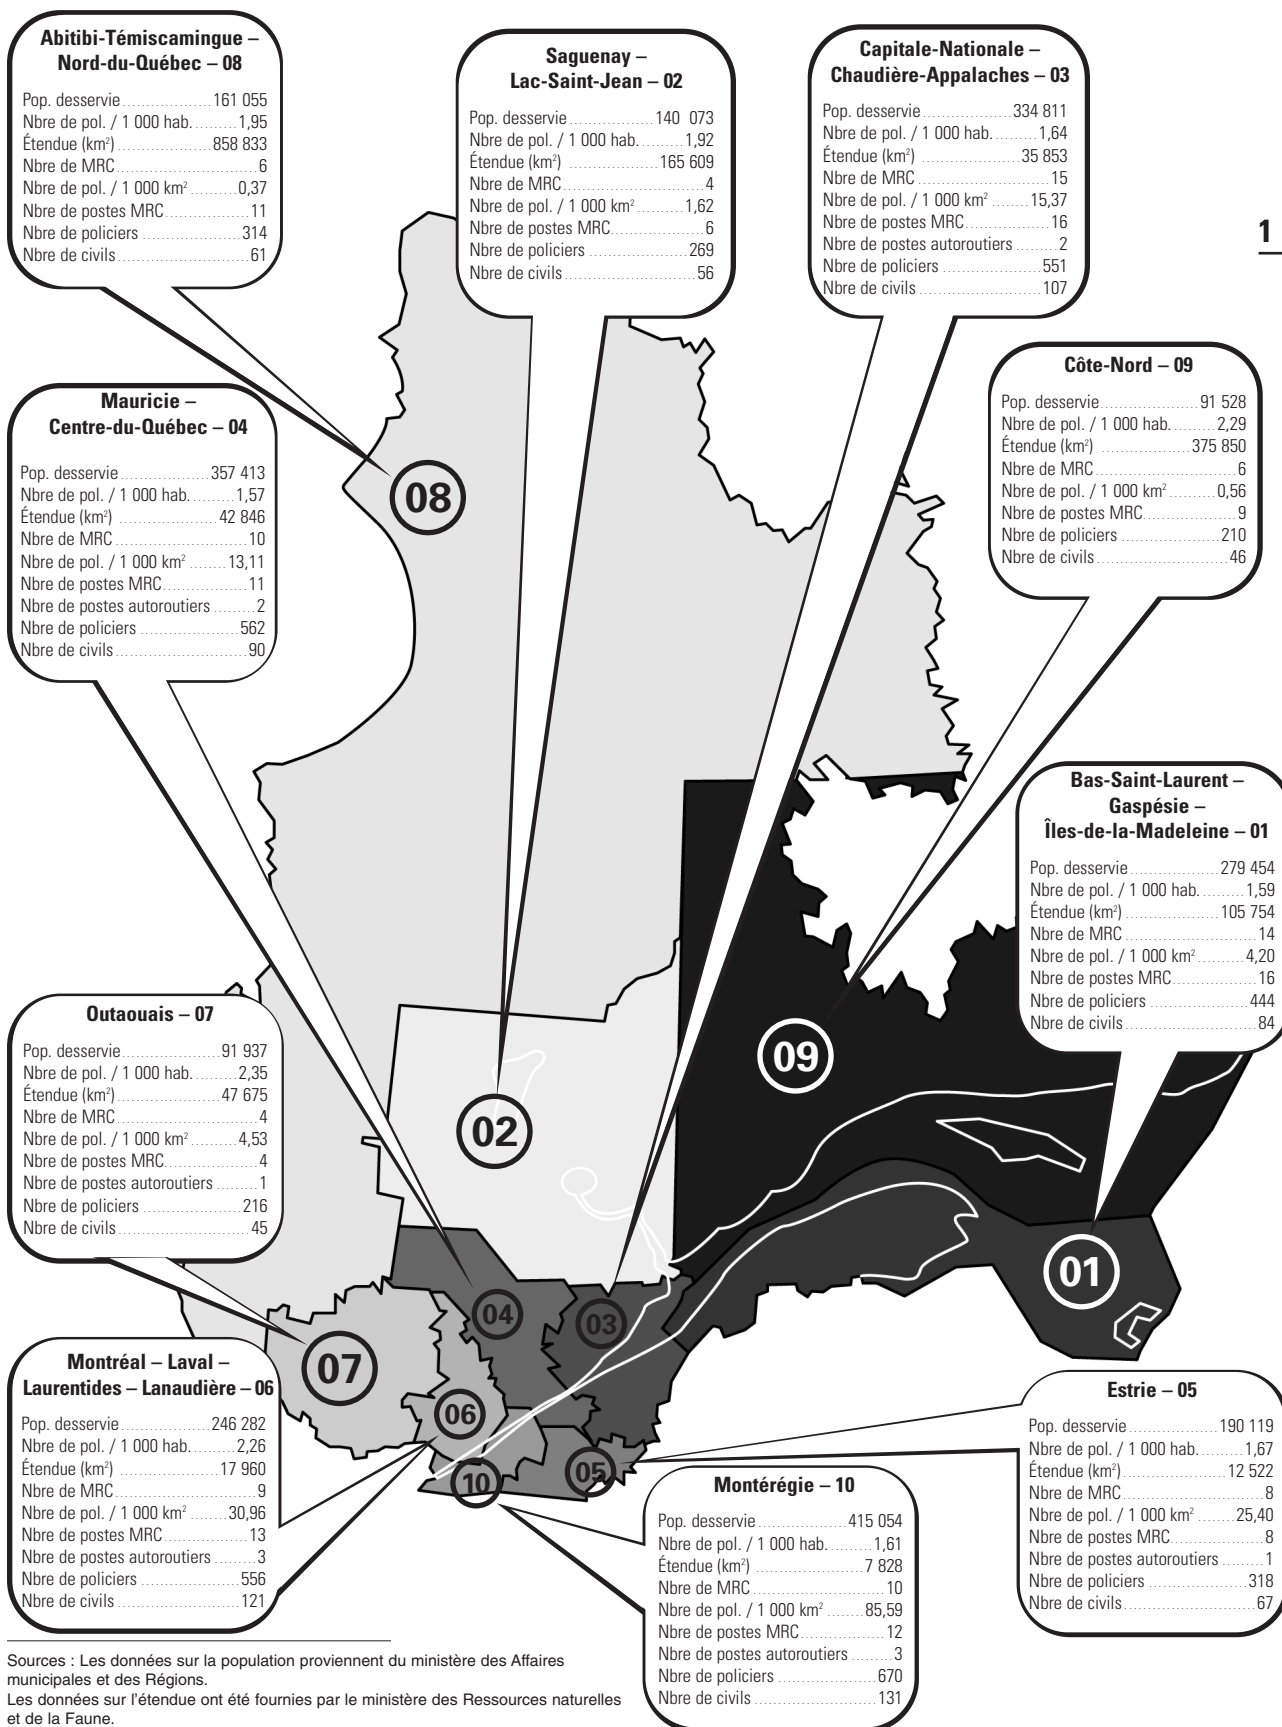 Abitibi-Témiscamingue –
Nord-du-Québec – 08
Pop. desservie 161 055
Nbre de pol. / 1 000 hab. 1,95
Étendue (km²) 858 833
Nbre de MRC 6
Nbre de pol. / 1 000 km² 0,37
Nbre de postes MRC 11
Nbre de policiers 314
Nbre de civils 61
Saguenay –
Lac-Saint-Jean – 02
Pop. desservie 140 073
Nbre de pol. / 1 000 hab. 1,92
Étendue (km²) 165 609
Nbre de MRC 4
Nbre de pol. / 1 000 km² 1,62
Nbre de postes MRC 6
Nbre de policiers 269
Nbre de civils 56
Capitale-Nationale –
Chaudière-Appalaches – 03
Pop. desservie 334 811
Nbre de pol. / 1 000 hab. 1,64
Étendue (km²) 35 853
Nbre de MRC 15
Nbre de pol. / 1 000 km² 15,37
Nbre de postes MRC 16
Nbre de postes autoroutiers 2
Nbre de policiers 551
Nbre de civils 107
1
Côte-Nord – 09
Pop. desservie 91 528
Nbre de pol. / 1 000 hab. 2,29
Étendue (km²) 375 850
Nbre de MRC 6
Nbre de pol. / 1 000 km² 0,56
Nbre de postes MRC 9
Nbre de policiers 210
Nbre de civils 46
Mauricie –
Centre-du-Québec – 04
Pop. desservie 357 413
Nbre de pol. / 1 000 hab. 1,57
Étendue (km²) 42 846
Nbre de MRC 10
Nbre de pol. / 1 000 km² 13,11
Nbre de postes MRC 11
Nbre de postes autoroutiers 2
Nbre de policiers 562
Nbre de civils 90
08
Bas-Saint-Laurent –
Gaspésie –
Îles-de-la-Madeleine – 01
Pop. desservie 279 454
Nbre de pol. / 1 000 hab. 1,59
Étendue (km²) 105 754
Nbre de MRC 14
Nbre de pol. / 1 000 km² 4,20
Nbre de postes MRC 16
Nbre de policiers 444
Nbre de civils 84
Outaouais – 07
Pop. desservie 91 937
Nbre de pol. / 1 000 hab. 2,35
Étendue (km²) 47 675
Nbre de MRC 4
Nbre de pol. / 1 000 km² 4,53
Nbre de postes MRC 4
Nbre de postes autoroutiers 1
Nbre de policiers 216
Nbre de civils 45
09
02
01
04
03
07
06
05
10
Montréal – Laval –
Laurentides – Lanaudière – 06
Pop. desservie 246 282
Nbre de pol. / 1 000 hab. 2,26
Étendue (km²) 17 960
Nbre de MRC 9
Nbre de pol. / 1 000 km² 30,96
Nbre de postes MRC 13
Nbre de postes autoroutiers 3
Nbre de policiers 556
Nbre de civils 121
Estrie – 05
Pop. desservie 190 119
Nbre de pol. / 1 000 hab. 1,67
Étendue (km²) 12 522
Nbre de MRC 8
Nbre de pol. / 1 000 km² 25,40
Nbre de postes MRC 8
Nbre de postes autoroutiers 1
Nbre de policiers 318
Nbre de civils 67
Montérégie – 10
Pop. desservie 415 054
Nbre de pol. / 1 000 hab. 1,61
Étendue (km²) 7 828
Nbre de MRC 10
Nbre de pol. / 1 000 km² 85,59
Nbre de postes MRC 12
Nbre de postes autoroutiers 3
Nbre de policiers 670
Nbre de civils 131
Sources : Les données sur la population proviennent du ministère des Affaires
municipales et des Régions.
Les données sur l'étendue ont été fournies par le ministère des Ressources naturelles
et de la Faune.